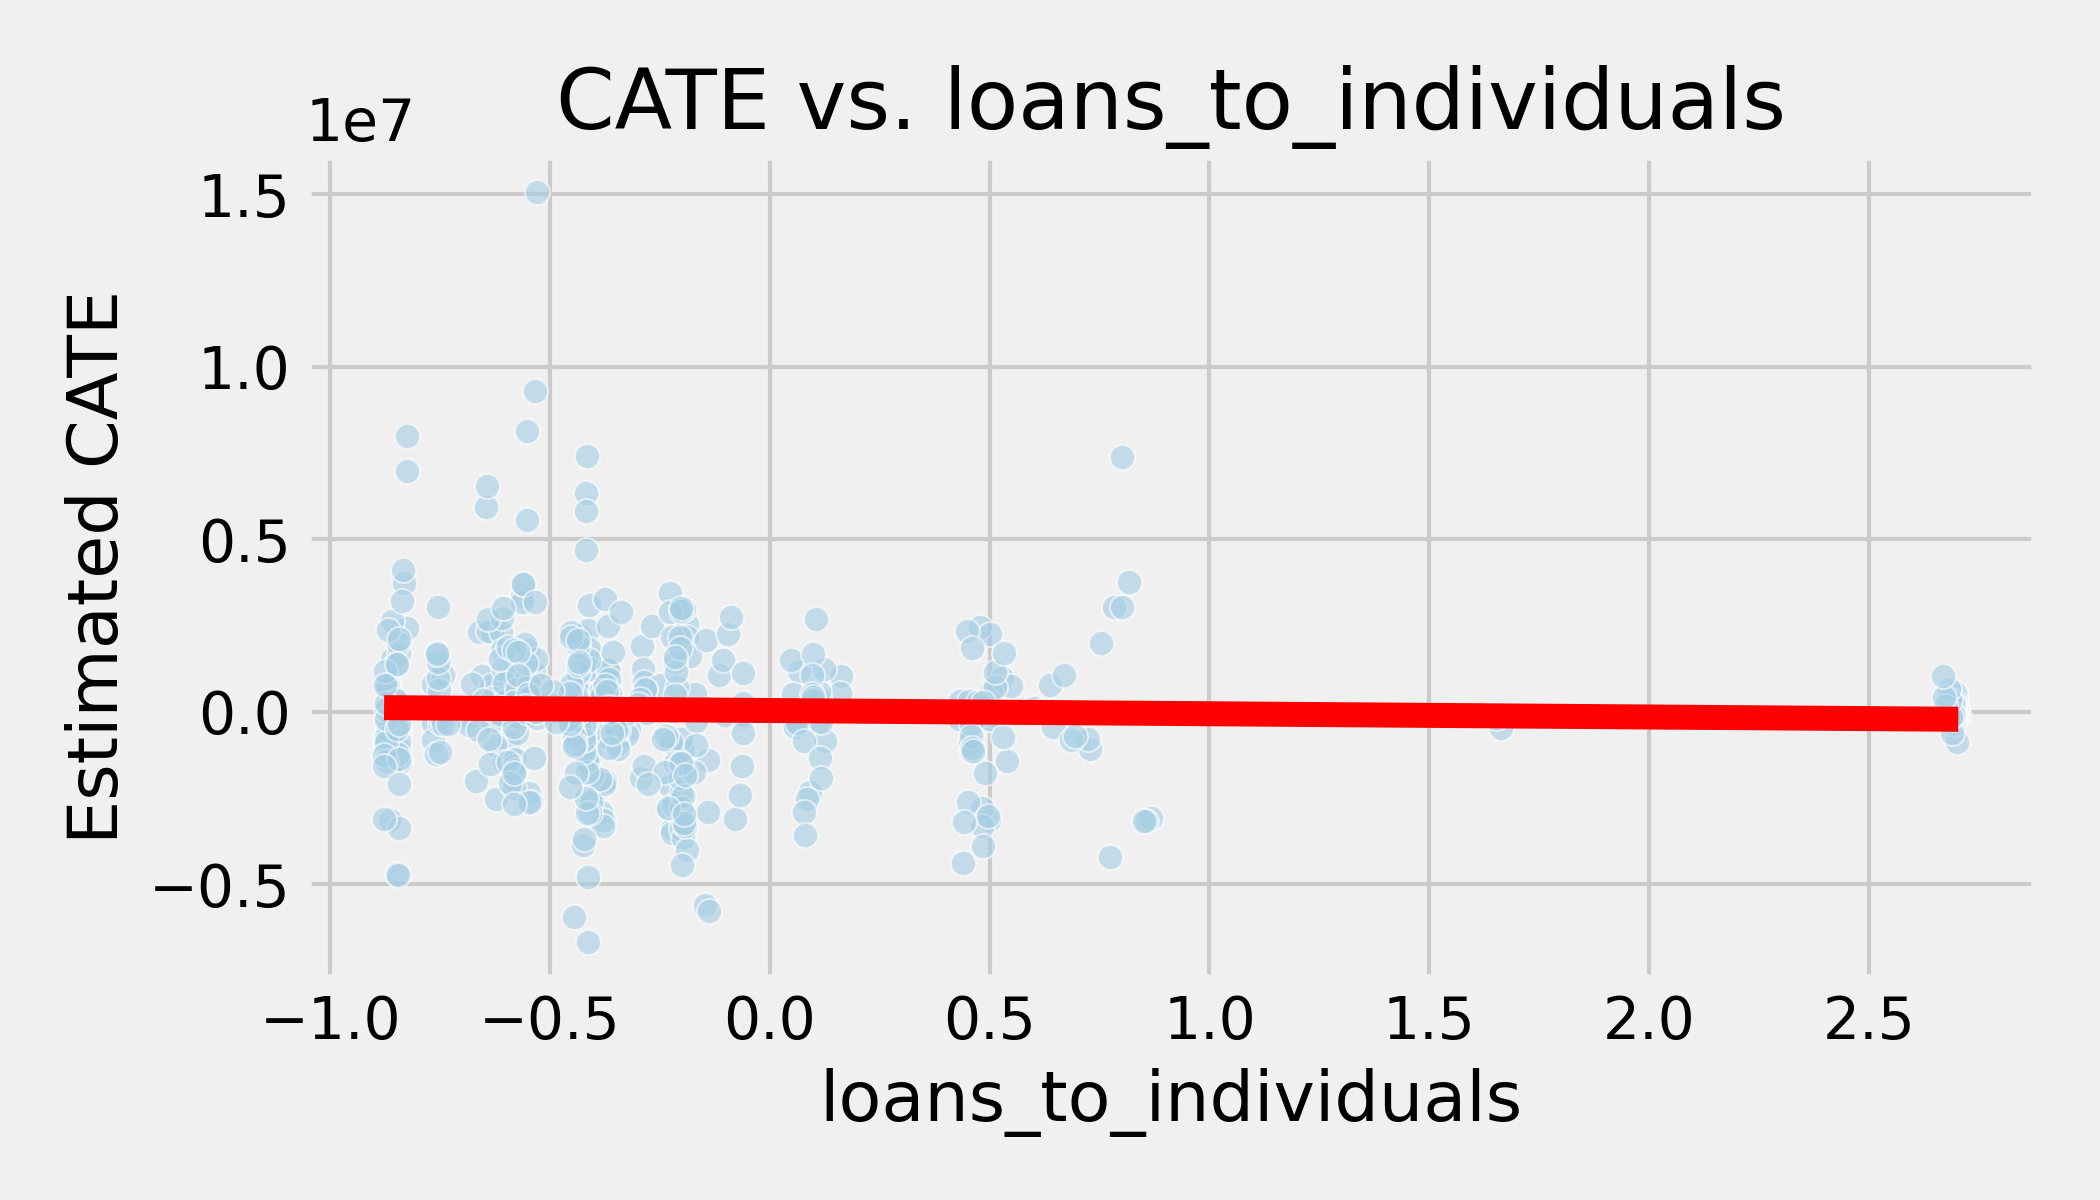 CATE vs. loans_to_individuals
1e7
1.5
1.0
0.5
0.0
−0.5
Estimated CATE
−1.0 −0.5 0.0 0.5 1.0 1.5 2.0 2.5
loans_to_individuals